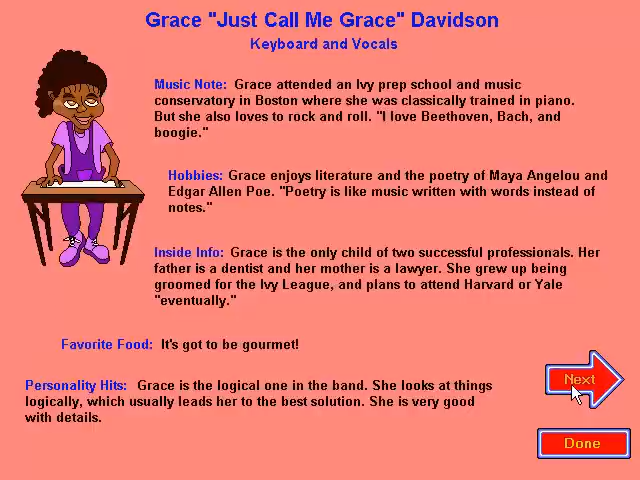 Grace "Just Call Me Grace" Davidson
Keyboard and Vocals
Music Note: Grace attended an Ivy prep school and music
conservatory in Boston where she was classically trained in piano.
But she also loves to rock and roll. "I love Beethoven, Bach, and
boogie."
Hobbies: Grace enjoys literature and the poetry of Maya Angelou and
Edgar Allen Poe. "Poetry is like music written with words instead of
notes."
Inside Info: Grace is the only child of two successful professionals. Her
father is a dentist and her mother is a lawyer. She grew up being
groomed for the Ivy League, and plans to attend Harvard or Yale
"eventually."
Favorite Food: It's got to be gourmet!
Personality Hits: Grace is the logical one in the band. She looks at things
logically, which usually leads her to the best solution. She is very good
with details.
Next
Done